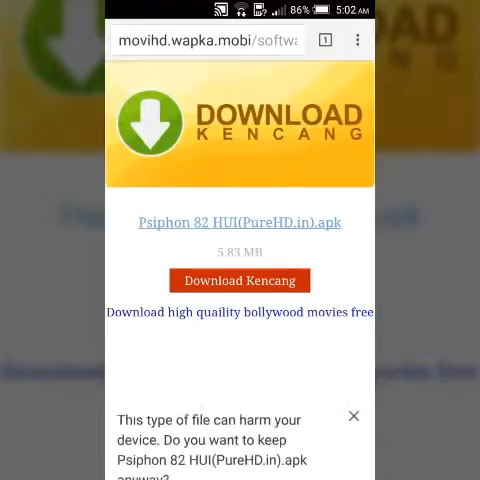 86% 5:02 AM
movihd.wapka.mobi/softwa
1
DOWNLOAD
KENCANG
Psiphon 82 HUI(PureHD.in).apk
5.83 MB
Download Kencang
Download high quaility bollywood movies free
This type of file can harm your
device. Do you want to keep
Psiphon 82 HUI(PureHD.in).apk
anyway?